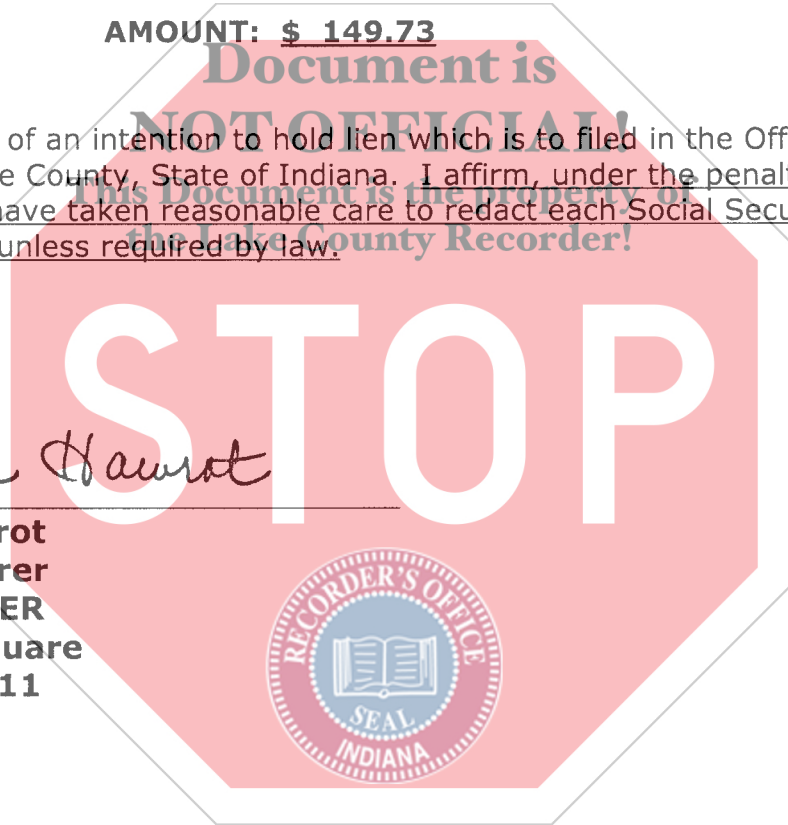 AMOUNT: $ 149.73
Document is
NOT OFFICIAL!
of an intention to hold lien which is to filed in the Off
e County, State of Indiana. I affirm, under the penalt
This Document is the property of
have taken reasonable care to redact each Social Secu
the Lake County Recorder!
unless required by law.
STOP
Hawrot
rot
rer
ER
uare
11
RECORDER'S OFFICE
SEAL
INDIANA